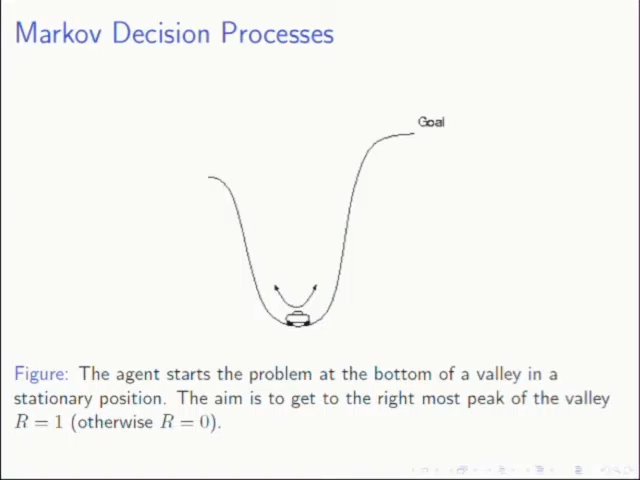 Markov Decision Processes
Goal
Figure: The agent starts the problem at the bottom of a valley in a
stationary position. The aim is to get to the right most peak of the valley
R = 1 (otherwise R = 0).